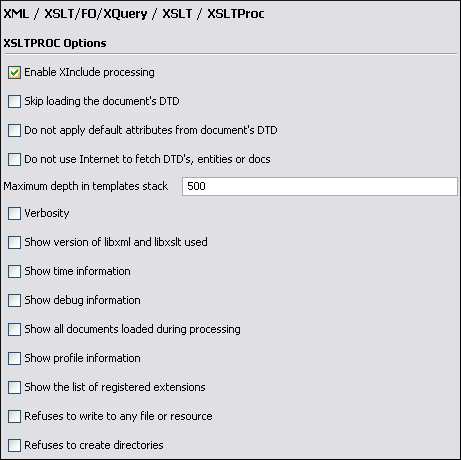 XML / XSLT/FO/XQuery / XSLT / XSLTProc
XSLTPROC Options
Enable XInclude processing
Skip loading the document's DTD
Do not apply default attributes from document's DTD
Do not use Internet to fetch DTD's, entities or docs
Maximum depth in templates stack 500
Verbosity
Show version of libxml and libxslt used
Show time information
Show debug information
Show all documents loaded during processing
Show profile information
Show the list of registered extensions
Refuses to write to any file or resource
Refuses to create directories